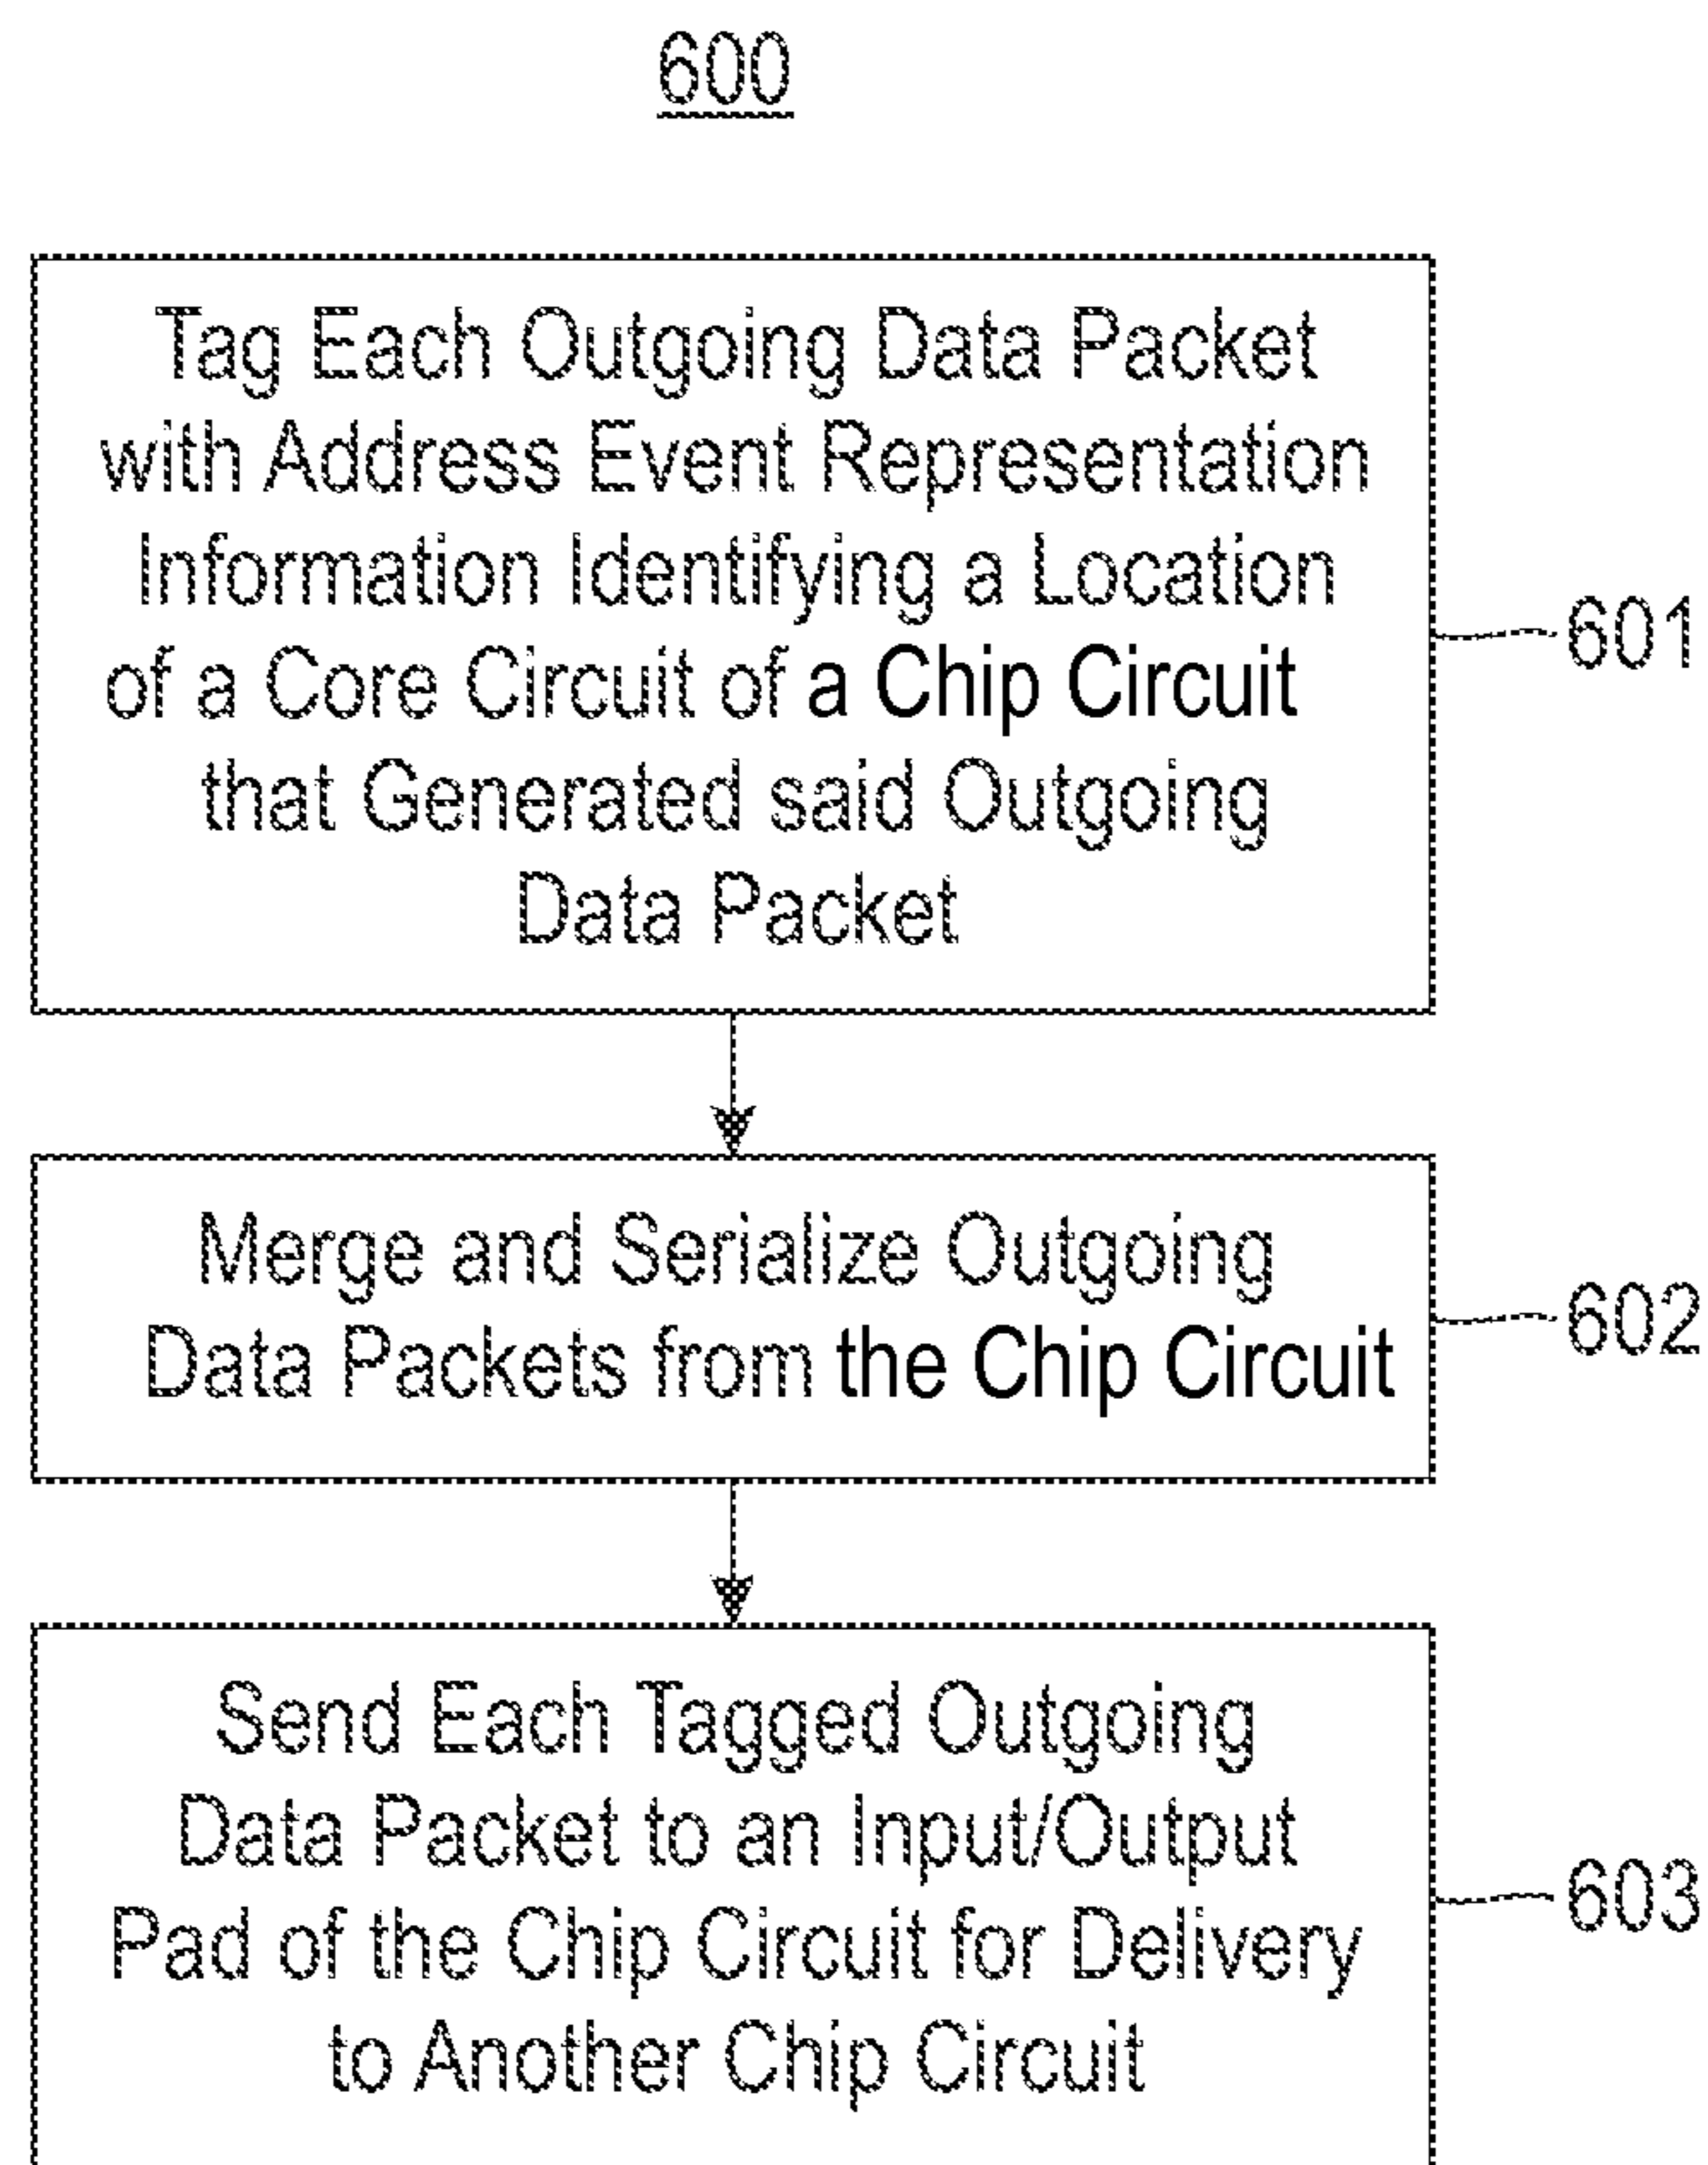 600
Tag Each Outgoing Data Packet
with Address Event Representation
Information Identifying a Location
of a Core Circuit of a Chip Circuit
that Generated said Outgoing
Data Packet
601
Merge and Serialize Outgoing
Data Packets from the Chip Circuit
602
Send Each Tagged Outgoing
Data Packet to an Input/Output
Pad of the Chip Circuit for Delivery
to Another Chip Circuit
603